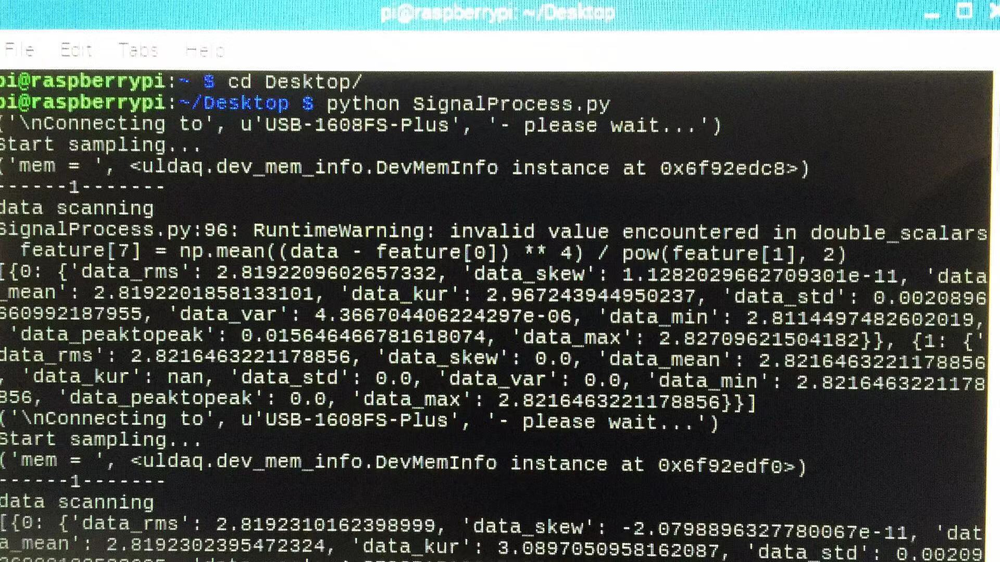 pi@raspberrypi: ~/Desktop
File Edit Tabs Help
pi@raspberrypi:~ $ cd Desktop/
pi@raspberrypi:~/Desktop $ python SignalProcess.py
('\nConnecting to', u'USB-1608FS-Plus', '- please wait...')
Start sampling...
('mem = ', <uldaq.dev_mem_info.DevMemInfo instance at 0x6f92edc8>)
------1-------
data scanning
SignalProcess.py:96: RuntimeWarning: invalid value encountered in double_scalars
feature[7] = np.mean((data - feature[0]) ** 4) / pow(feature[1], 2)
[{0: {'data_rms': 2.8192209602657332, 'data_skew': 1.1282029662709301e-11, 'data
_mean': 2.8192201858133101, 'data_kur': 2.967243944950237, 'data_std': 0.0020896
660992187955, 'data_var': 4.3667044062242​97e-06, 'data_min': 2.8114497482602019,
'data_peaktopeak': 0.015646466781618074, 'data_max': 2.82709621504182}}, {1: {'
data_rms': 2.8216463221178856, 'data_skew': 0.0, 'data_mean': 2.8216463221178856
, 'data_kur': nan, 'data_std': 0.0, 'data_var': 0.0, 'data_min': 2.8216463221178
856, 'data_peaktopeak': 0.0, 'data_max': 2.8216463221178856}}]
('\nConnecting to', u'USB-1608FS-Plus', '- please wait...')
Start sampling...
('mem = ', <uldaq.dev_mem_info.DevMemInfo instance at 0x6f92edf0>)
------1-------
data scanning
[{0: {'data_rms': 2.8192310162398999, 'data_skew': -2.0798896327780067e-11, 'dat
a_mean': 2.8192302395472324, 'data_kur': 3.0897050958162087, 'data_std': 0.00209